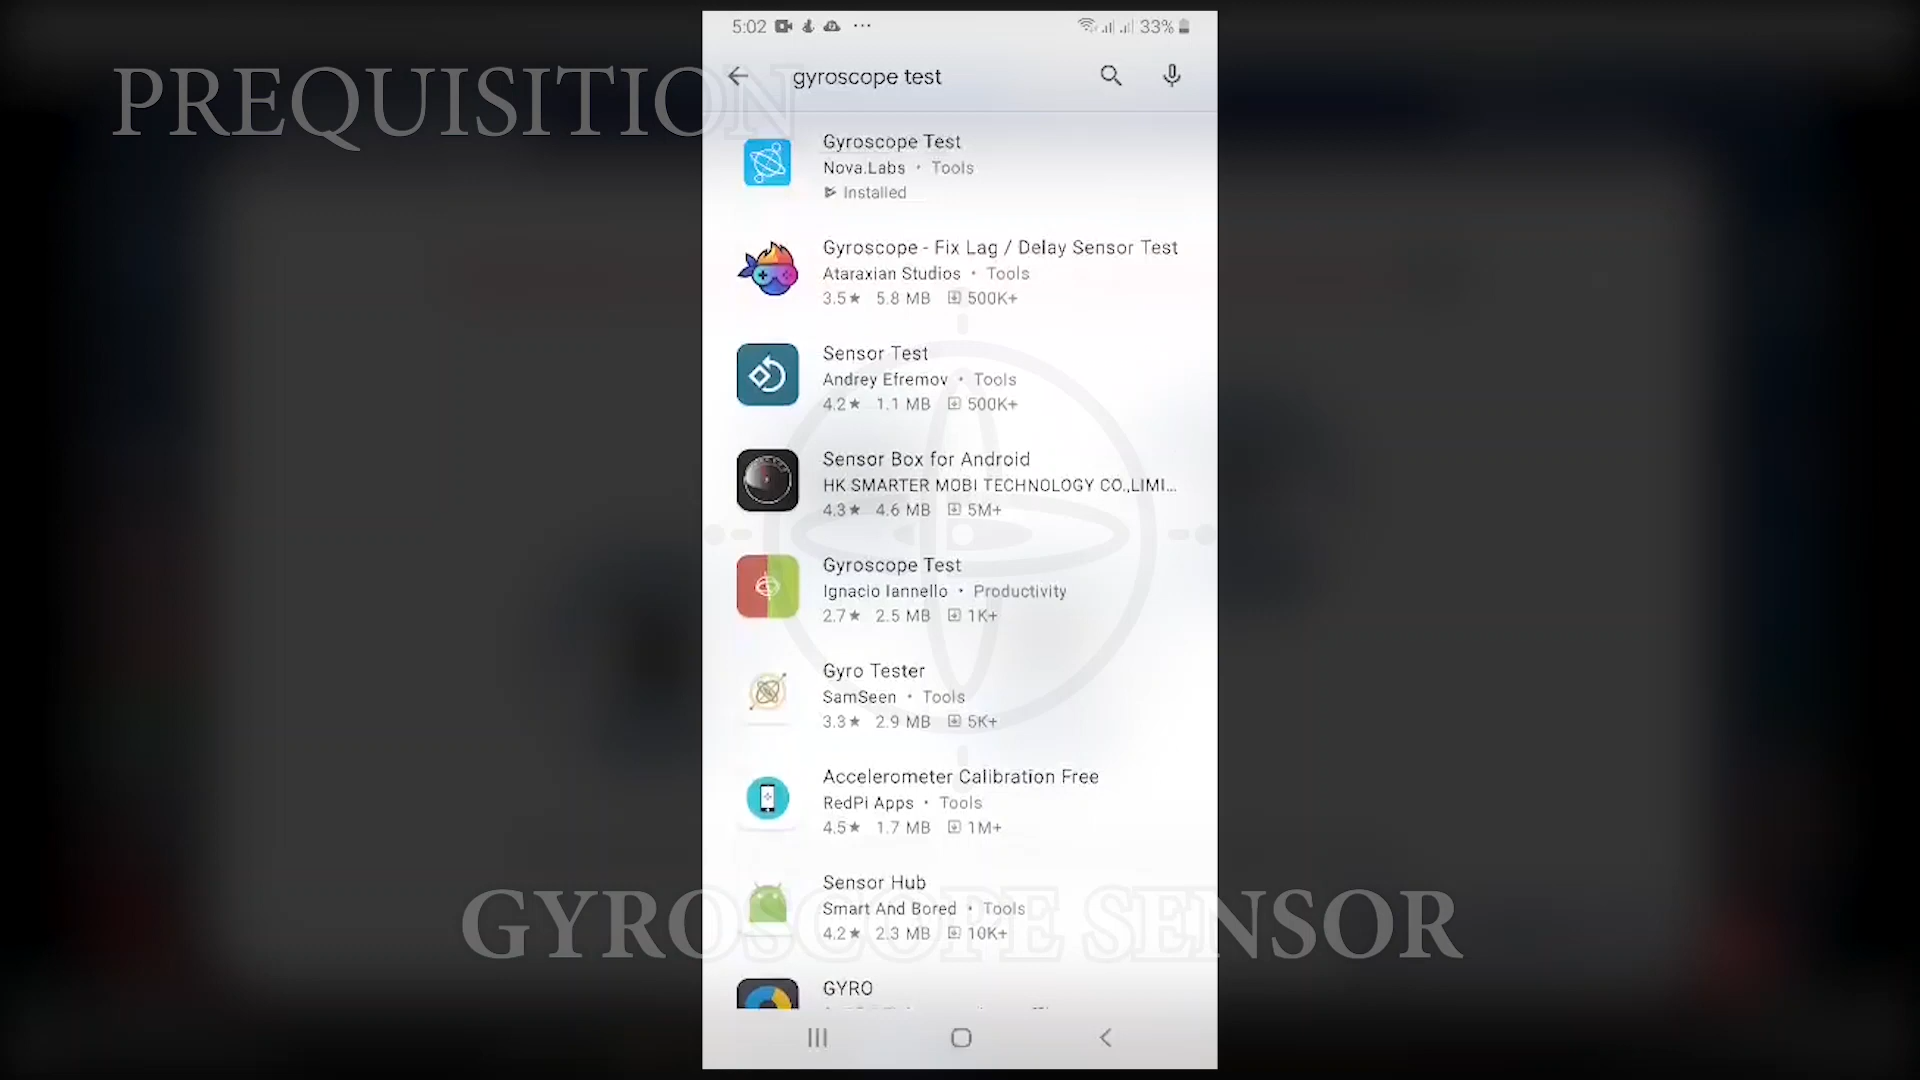 5:02
33%
PREQUISITION
gyroscope test
Gyroscope Test
Nova.Labs • Tools
Installed
Gyroscope - Fix Lag / Delay Sensor Test
Ataraxian Studios • Tools
3.5★ 5.8 MB 500K+
Sensor Test
Andrey Efremov • Tools
4.2★ 1.1 MB 500K+
Sensor Box for Android
HK SMARTER MOBI TECHNOLOGY CO.,LIMI...
4.3★ 4.6 MB 5M+
Gyroscope Test
Ignacio Iannello • Productivity
2.7★ 2.5 MB 1K+
Gyro Tester
SamSeen • Tools
3.3★ 2.9 MB 5K+
Accelerometer Calibration Free
RedPi Apps • Tools
4.5★ 1.7 MB 1M+
Sensor Hub
Smart And Bored • Tools
4.2★ 2.3 MB 10K+
GYROSCOPE SENSOR
GYRO